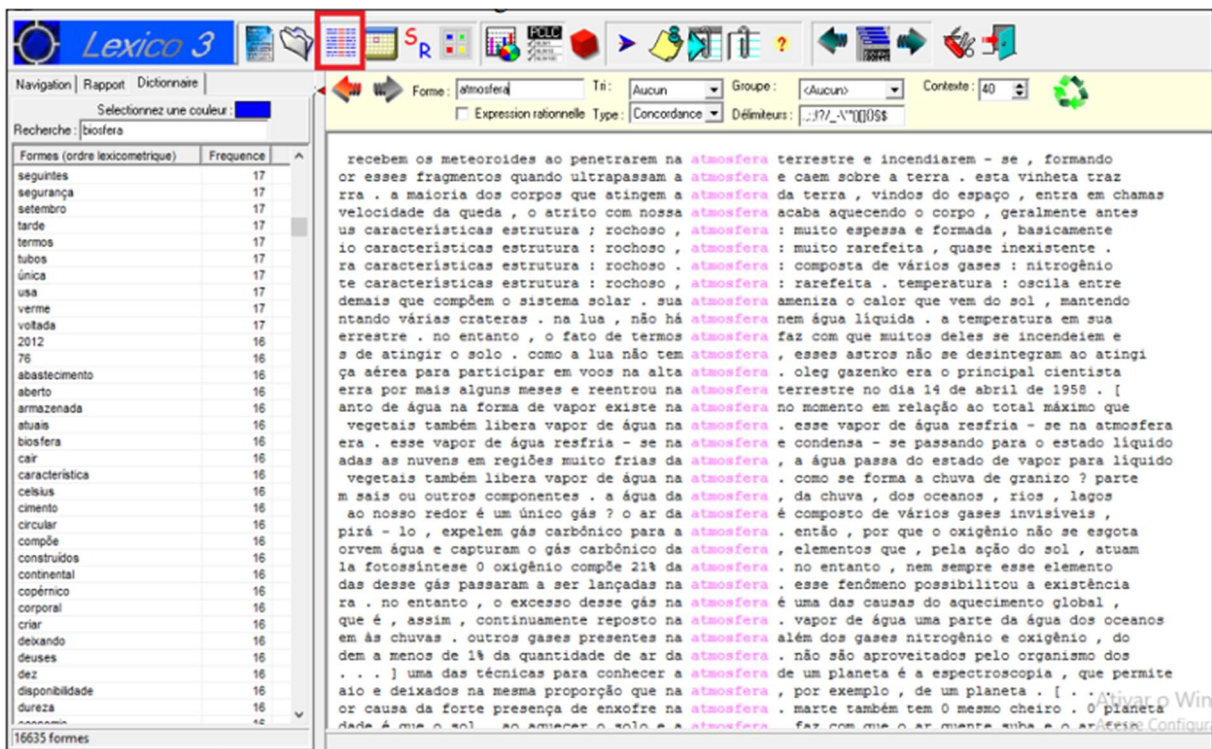 Lexico 3
S R
PCLC
?
Navigation Rapport Dictionnaire
Selectionnez une couleur :
Recherche : biosfera
Forme : atmosfera Tri : Aucun Groupe : <Aucun> Contexte : 40
Expression rationnelle Type : Concordance Délimiteurs :
Formes (ordre lexicometrique) Frequence
seguintes 17
segurança 17
setembro 17
tarde 17
termos 17
tubos 17
única 17
usa 17
verme 17
voltada 17
2012 16
76 16
abastecimento 16
aberto 16
armazenada 16
atuais 16
biosfera 16
cair 16
característica 16
celsius 16
cimento 16
circular 16
compõe 16
construídos 16
continental 16
copérnico 16
corporal 16
criar 16
deixando 16
deuses 16
dez 16
disponibilidade 16
dureza 16
16635 formes
recebem os meteoroides ao penetrarem na atmosfera terrestre e incendiarem - se , formando
or esses fragmentos quando ultrapassam a atmosfera e caem sobre a terra . esta vinheta traz
rra . a maioria dos corpos que atingem a atmosfera da terra , vindos do espaço , entra em chamas
velocidade da queda , o atrito com nossa atmosfera acaba aquecendo o corpo , geralmente antes
us características estrutura ; rochoso , atmosfera : muito espessa e formada , basicamente
io características estrutura : rochoso , atmosfera : muito rarefeita , quase inexistente .
ra características estrutura : rochoso . atmosfera : composta de vários gases : nitrogênio
te características estrutura : rochoso , atmosfera : rarefeita . temperatura : oscila entre
demais que compõem o sistema solar . sua atmosfera ameniza o calor que vem do sol , mantendo
ntando várias crateras . na lua , não há atmosfera nem água líquida . a temperatura em sua
errestre . no entanto , o fato de termos atmosfera faz com que muitos deles se incendeiem e
s de atingir o solo . como a lua não tem atmosfera , esses astros não se desintegram ao atingi
ça aérea para participar em voos na alta atmosfera . oleg gazenko era o principal cientista
erra por mais alguns meses e reentrou na atmosfera terrestre no dia 14 de abril de 1958 . [
anto de água na forma de vapor existe na atmosfera no momento em relação ao total máximo que
vegetais também libera vapor de água na atmosfera . esse vapor de água resfria - se na atmosfera
era . esse vapor de água resfria - se na atmosfera e condensa - se passando para o estado líquido
adas as nuvens em regiões muito frias da atmosfera , a água passa do estado de vapor para líquido
vegetais também libera vapor de água na atmosfera . como se forma a chuva de granizo ? parte
m sais ou outros componentes . a água da atmosfera , da chuva , dos oceanos , rios , lagos
ao nosso redor é um único gás ? o ar da atmosfera é composto de vários gases invisíveis ,
pirá - lo , expelem gás carbônico para a atmosfera . então , por que o oxigênio não se esgota
orvem água e capturam o gás carbônico da atmosfera , elementos que , pela ação do sol , atuam
la fotossíntese 0 oxigênio compõe 21% da atmosfera . no entanto , nem sempre esse elemento
das desse gás passaram a ser lançadas na atmosfera . esse fenômeno possibilitou a existência
ra . no entanto , o excesso desse gás na atmosfera é uma das causas do aquecimento global ,
que é , assim , continuamente reposto na atmosfera . vapor de água uma parte da água dos oceanos
em às chuvas . outros gases presentes na atmosfera além dos gases nitrogênio e oxigênio , do
dem a menos de 1% da quantidade de ar da atmosfera . não são aproveitados pelo organismo dos
. . . ] uma das técnicas para conhecer a atmosfera de um planeta é a espectroscopia , que permite
aio e deixados na mesma proporção que na atmosfera , por exemplo , de um planeta . [ . . .
or causa da forte presença de enxofre na atmosfera . marte também tem 0 mesmo cheiro . 0 planeta
dade é que o sol , ao aquecer o solo e a atmosfera , faz com que o ar quente suba e o ar frio
Ativar o Win
Acesse Configura